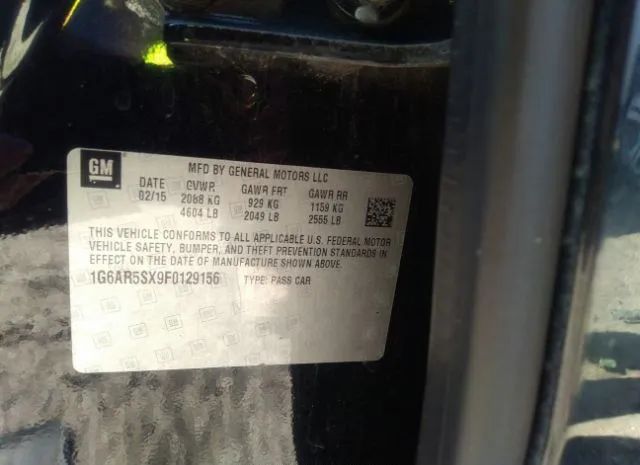 GM
MFD BY GENERAL MOTORS LLC
DATE GVWR GAWR FRT GAWR RR
02/15 2088 KG 929 KG 1159 KG
4604 LB 2049 LB 2555 LB
THIS VEHICLE CONFORMS TO ALL APPLICABLE U.S. FEDERAL MOTOR
VEHICLE SAFETY, BUMPER, AND THEFT PREVENTION STANDARDS
IN EFFECT ON THE DATE OF MANUFACTURE SHOWN ABOVE.
1G6AR5SX9F0129156 TYPE: PASS CAR